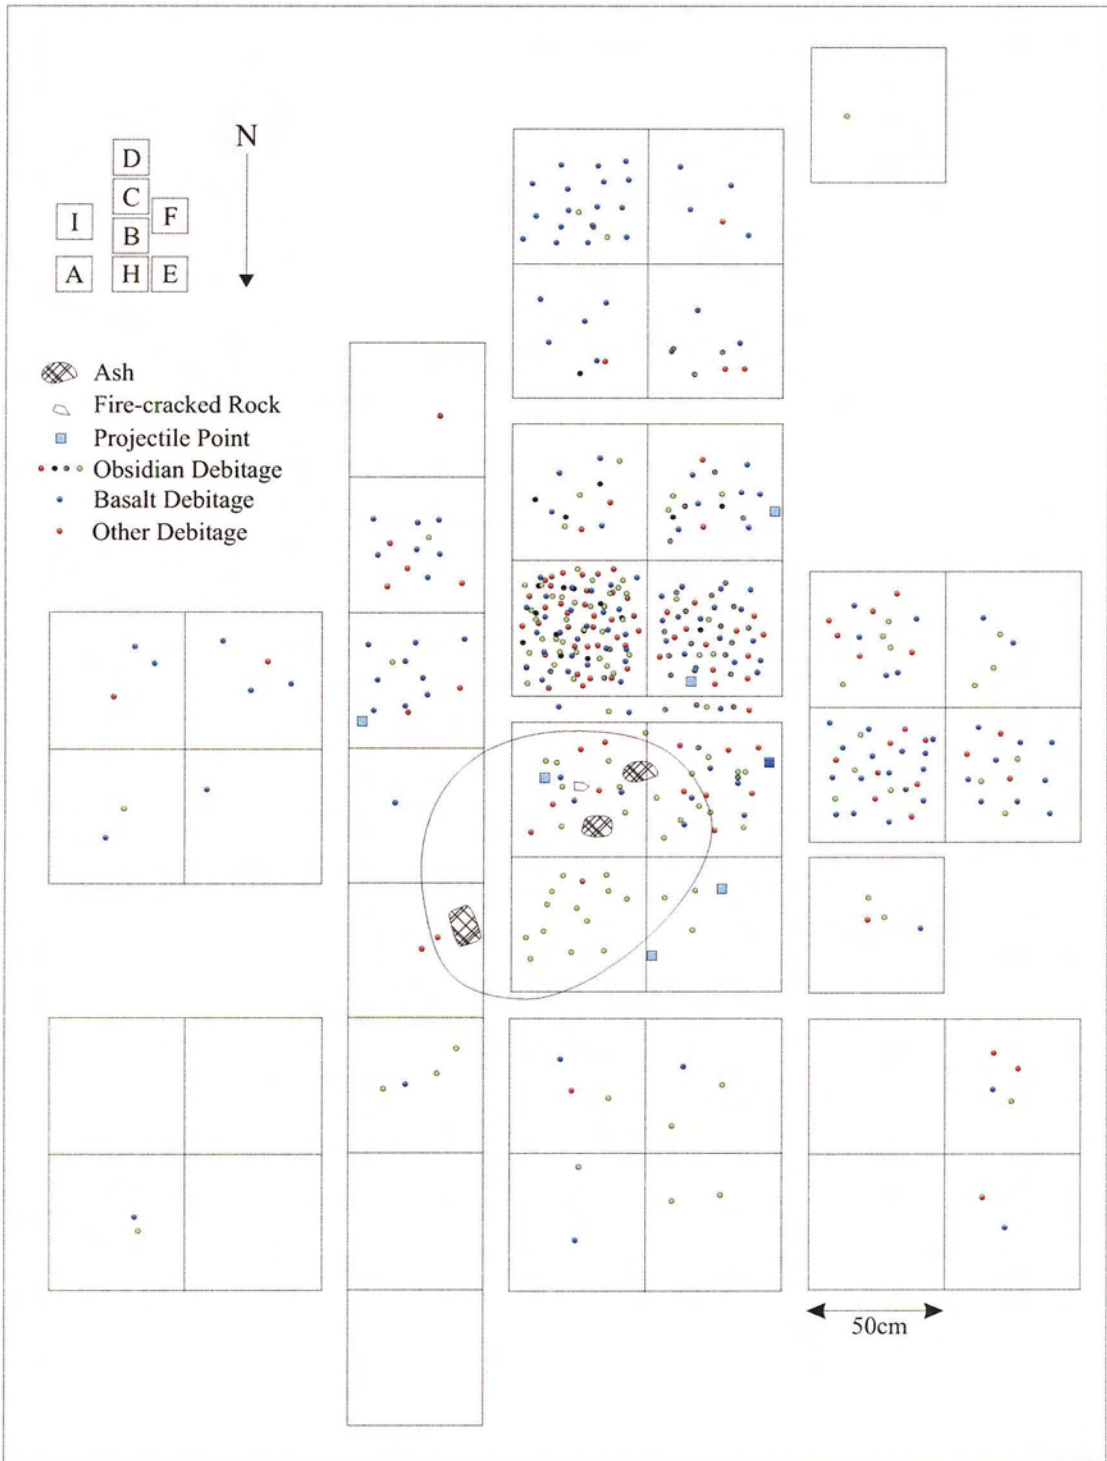 N
D
C
I
F
B
A
H
E
Ash
Fire-cracked Rock
Projectile Point
Obsidian Debitage
Basalt Debitage
Other Debitage
50cm